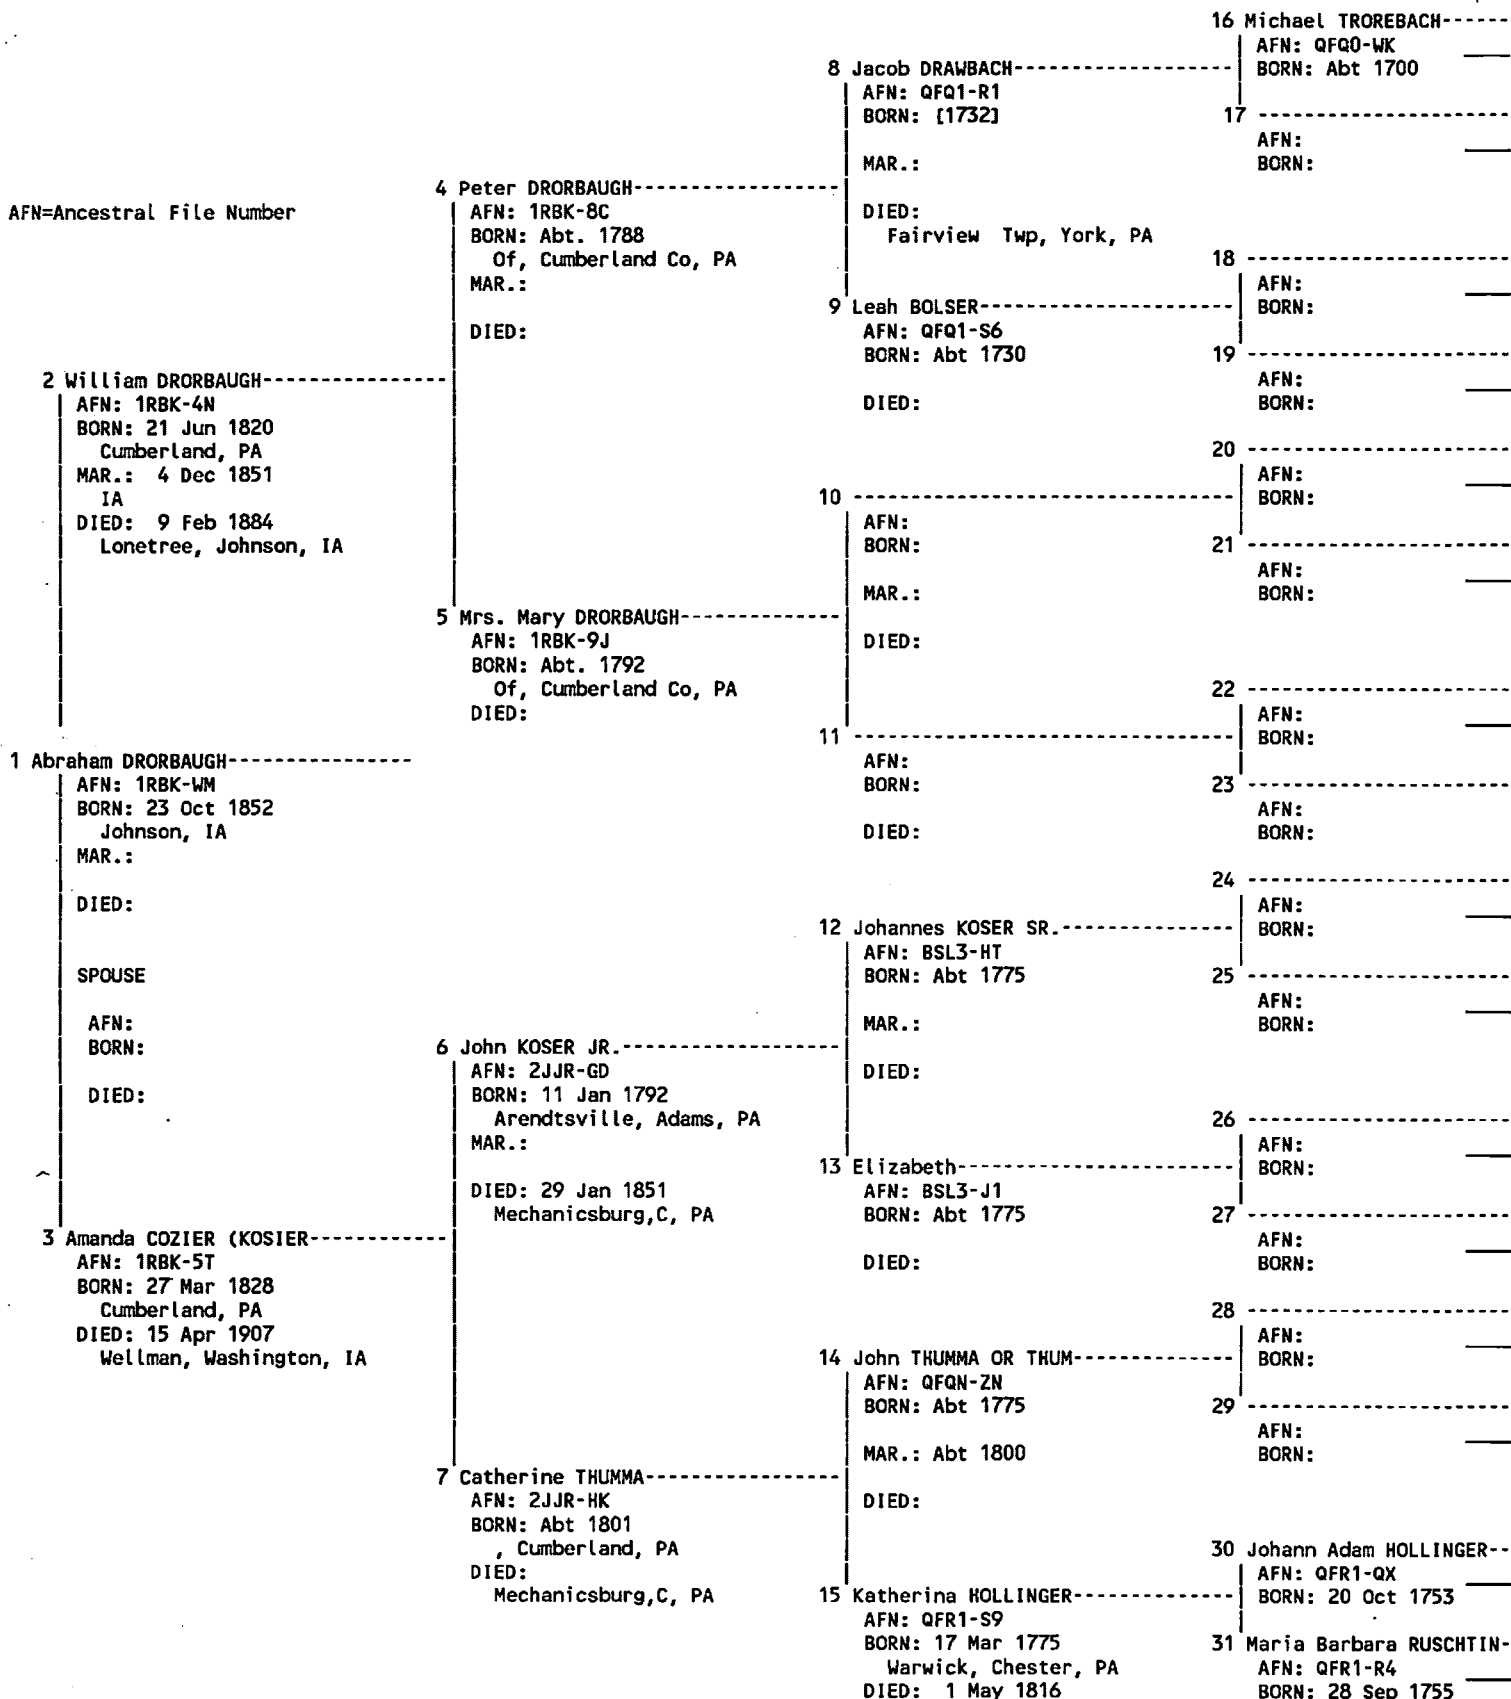 AFN=Ancestral File Number
1 Abraham DRORBAUGH----------------
AFN: 1RBK-WM
BORN: 23 Oct 1852
Johnson, IA
MAR.:
DIED:
SPOUSE
AFN:
BORN:
DIED:
2 William DRORBAUGH----------------
AFN: 1RBK-4N
BORN: 21 Jun 1820
Cumberland, PA
MAR.: 4 Dec 1851
IA
DIED: 9 Feb 1884
Lonetree, Johnson, IA
3 Amanda COZIER (KOSIER------------
AFN: 1RBK-5T
BORN: 27 Mar 1828
Cumberland, PA
DIED: 15 Apr 1907
Wellman, Washington, IA
4 Peter DRORBAUGH------------------
AFN: 1RBK-8C
BORN: Abt. 1788
Of, Cumberland Co, PA
MAR.:
DIED:
5 Mrs. Mary DRORBAUGH--------------
AFN: 1RBK-9J
BORN: Abt. 1792
Of, Cumberland Co, PA
DIED:
6 John KOSER JR.-------------------
AFN: 2JJR-GD
BORN: 11 Jan 1792
Arendtsville, Adams, PA
MAR.:
DIED: 29 Jan 1851
Mechanicsburg,C, PA
7 Catherine THUMMA-----------------
AFN: 2JJR-HK
BORN: Abt 1801
, Cumberland, PA
DIED:
Mechanicsburg,C, PA
8 Jacob DRAWBACH-------------------
AFN: QFQ1-R1
BORN: [1732]
MAR.:
DIED:
Fairview Twp, York, PA
9 Leah BOLSER----------------------
AFN: QFQ1-S6
BORN: Abt 1730
DIED:
10 --------------------------------
AFN:
BORN:
MAR.:
DIED:
11 --------------------------------
AFN:
BORN:
DIED:
12 Johannes KOSER SR.---------------
AFN: BSL3-HT
BORN: Abt 1775
MAR.:
DIED:
13 Elizabeth------------------------
AFN: BSL3-J1
BORN: Abt 1775
DIED:
14 John THUMMA OR THUM--------------
AFN: QFQN-ZN
BORN: Abt 1775
MAR.: Abt 1800
DIED:
15 Katherina HOLLINGER--------------
AFN: QFR1-S9
BORN: 17 Mar 1775
Warwick, Chester, PA
DIED: 1 May 1816
16 Michael TROREBACH------
AFN: QFQ0-WK
BORN: Abt 1700
17 ----------------------
AFN:
BORN:
18 ----------------------
AFN:
BORN:
19 ----------------------
AFN:
BORN:
20 ----------------------
AFN:
BORN:
21 ----------------------
AFN:
BORN:
22 ----------------------
AFN:
BORN:
23 ----------------------
AFN:
BORN:
24 ----------------------
AFN:
BORN:
25 ----------------------
AFN:
BORN:
26 ----------------------
AFN:
BORN:
27 ----------------------
AFN:
BORN:
28 ----------------------
AFN:
BORN:
29 ----------------------
AFN:
BORN:
30 Johann Adam HOLLINGER--
AFN: QFR1-QX
BORN: 20 Oct 1753
31 Maria Barbara RUSCHTIN-
AFN: QFR1-R4
BORN: 28 Sep 1755